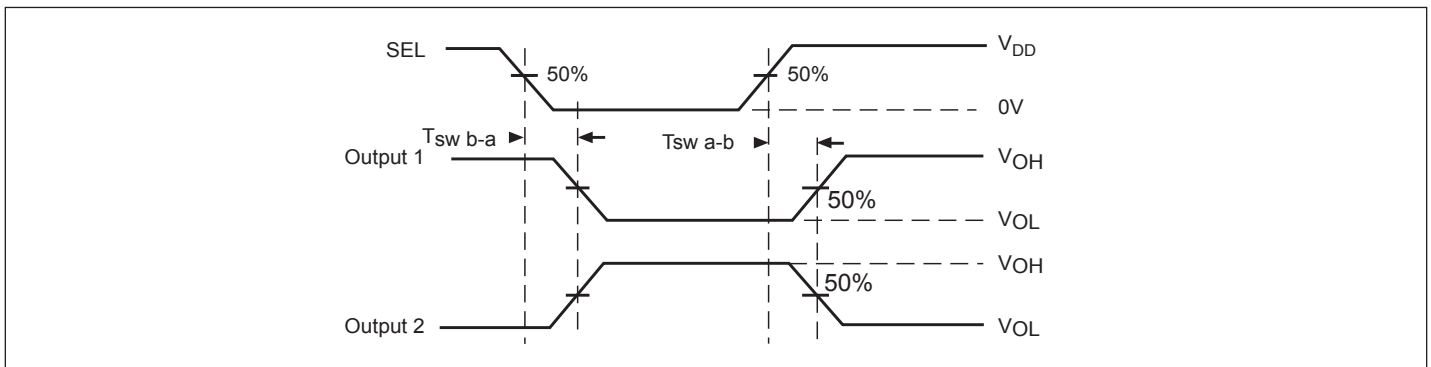 SEL
50%
50%
VDD
0V
Tsw b-a
Tsw a-b
Output 1
VOH
50%
VOL
VOH
50%
Output 2
VOL